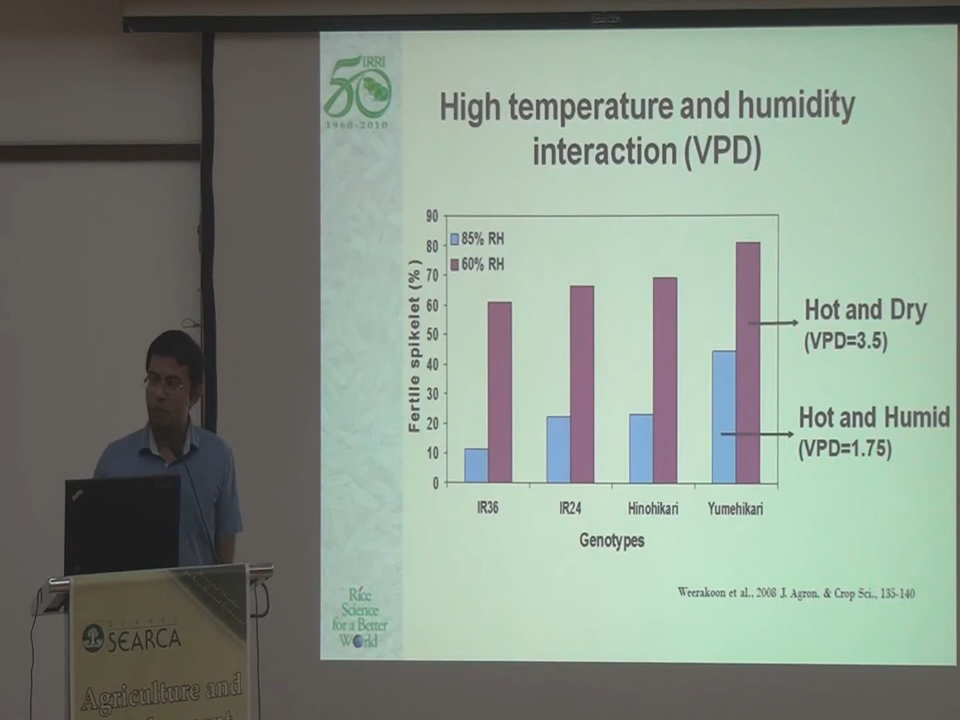 50
IRRI
1960-2010
High temperature and humidity
interaction (VPD)
90
80
70
60
50
40
30
20
10
0
Fertile spikelet (%)
85% RH
60% RH
Hot and Dry
(VPD=3.5)
Hot and Humid
(VPD=1.75)
IR36
IR24
Hinohikari
Yumehikari
Genotypes
Weerakoon et al., 2008 J. Agron. & Crop Sci., 135-140
Rice
Science
for a Better
World
SEARCA
Agriculture and